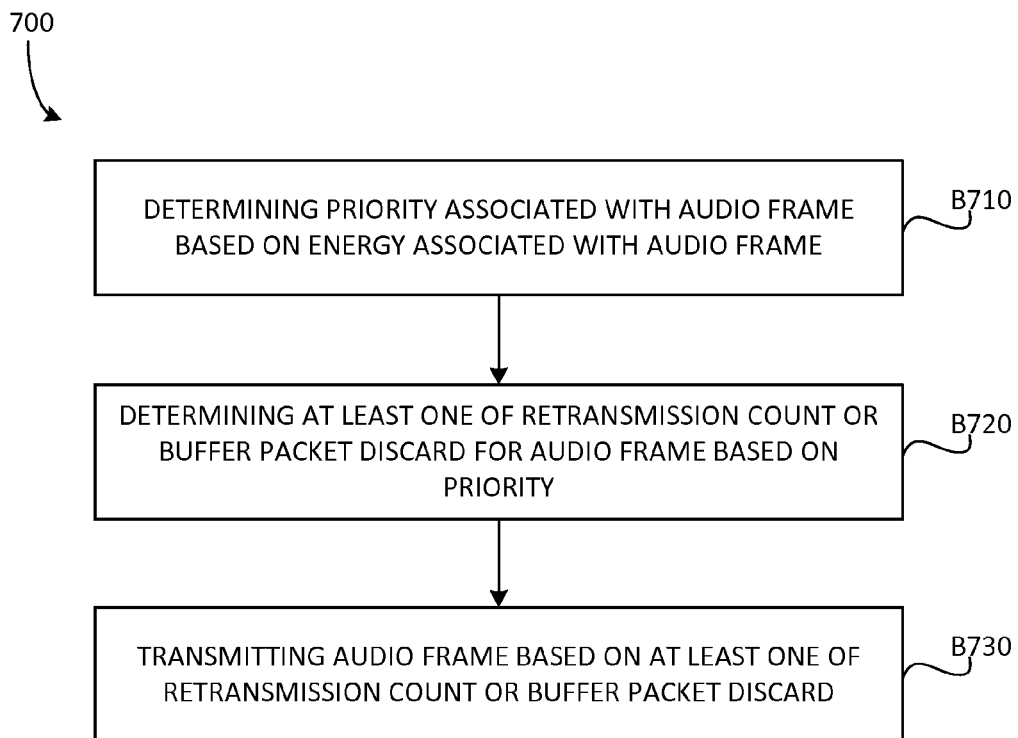 700
DETERMINING PRIORITY ASSOCIATED WITH AUDIO FRAME
BASED ON ENERGY ASSOCIATED WITH AUDIO FRAME
B710
DETERMINING AT LEAST ONE OF RETRANSMISSION COUNT OR
BUFFER PACKET DISCARD FOR AUDIO FRAME BASED ON
PRIORITY
B720
TRANSMITTING AUDIO FRAME BASED ON AT LEAST ONE OF
RETRANSMISSION COUNT OR BUFFER PACKET DISCARD
B730